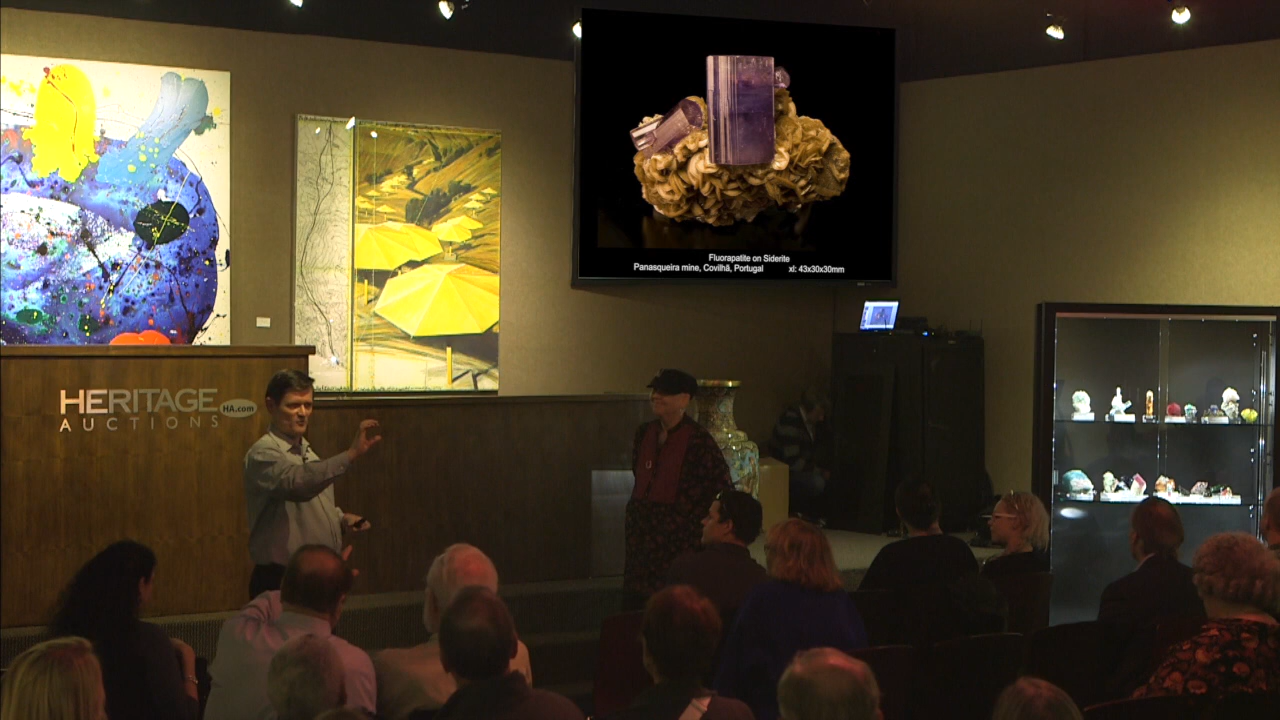 Fluorapatite on Siderite
Panasqueira mine, Covilhã, Portugal xl: 43x30x30mm
HERITAGE
HA.com
AUCTIONS